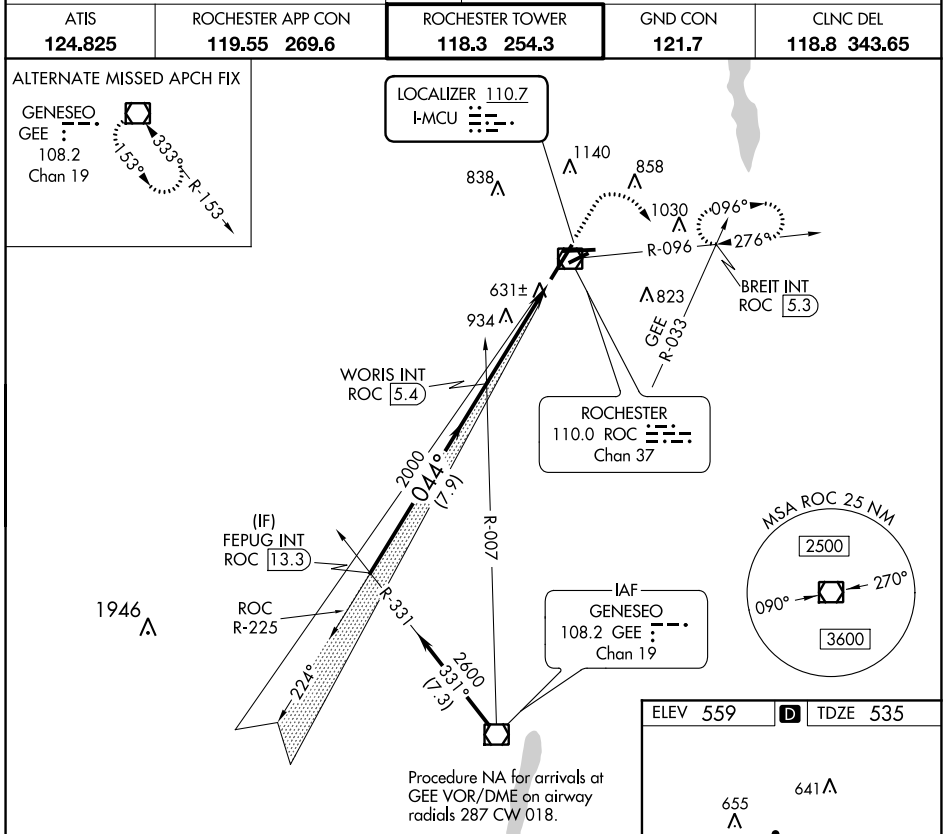 ATIS
124.825
ROCHESTER APP CON
119.55 269.6
ROCHESTER TOWER
118.3 254.3
GND CON
121.7
CLNC DEL
118.8 343.65
ALTERNATE MISSED APCH FIX
GENESEO
GEE
108.2
Chan 19
153°
333°
R-153
LOCALIZER 110.7
I-MCU
838
1140
858
1030
096°
R-096
276°
BREIT INT
ROC 5.3
631±
934
823
GEE
R-033
WORIS INT
ROC 5.4
ROCHESTER
110.0 ROC
Chan 37
2000
044°
(7.9)
R-007
(IF)
FEPUG INT
ROC 13.3
MSA ROC 25 NM
2500
090°
270°
3600
1946
ROC
R-225
R-331
224°
2600
331°
(7.3)
IAF
GENESEO
108.2 GEE
Chan 19
Procedure NA for arrivals at
GEE VOR/DME on airway
radials 287 CW 018.
ELEV 559
D
TDZE 535
655
641